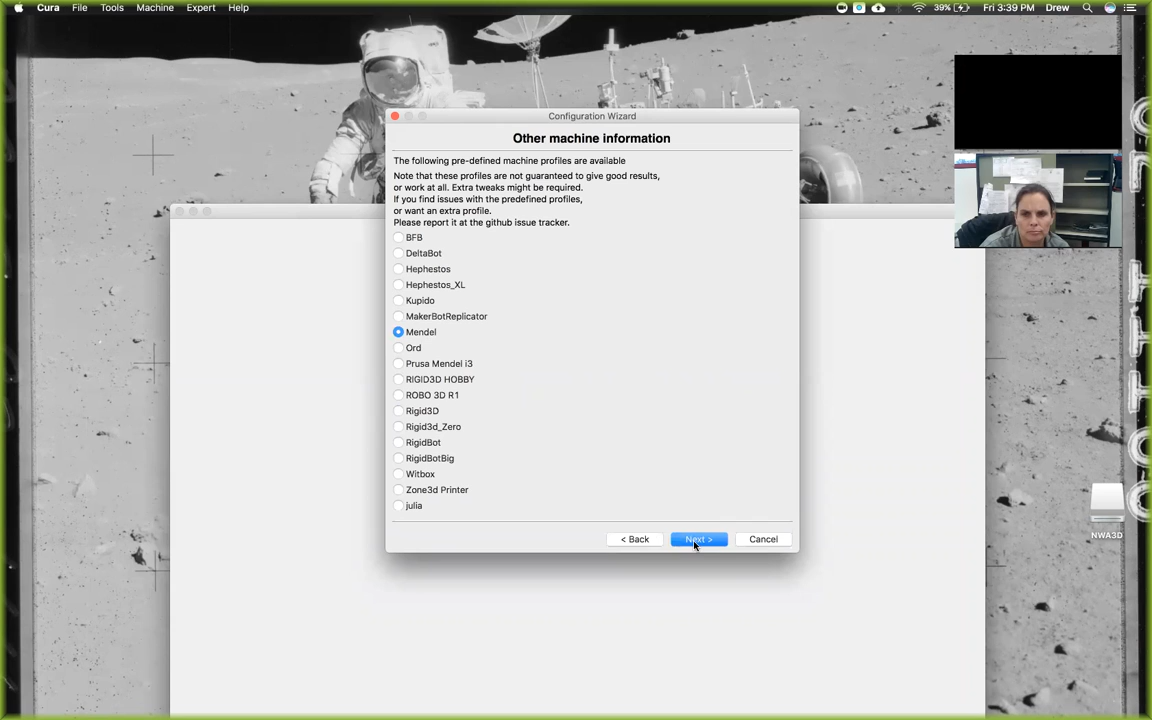 Cura File Tools Machine Expert Help 39% Fri 3:39 PM Drew
Configuration Wizard
Other machine information
The following pre-defined machine profiles are available
Note that these profiles are not guaranteed to give good results,
or work at all. Extra tweaks might be required.
If you find issues with the predefined profiles,
or want an extra profile.
Please report it at the github issue tracker.
BFB
DeltaBot
Hephestos
Hephestos_XL
Kupido
MakerBotReplicator
Mendel
Ord
Prusa Mendel i3
RIGID3D HOBBY
ROBO 3D R1
Rigid3D
Rigid3d_Zero
RigidBot
RigidBotBig
Witbox
Zone3d Printer
julia
< Back Next > Cancel
NWA3D